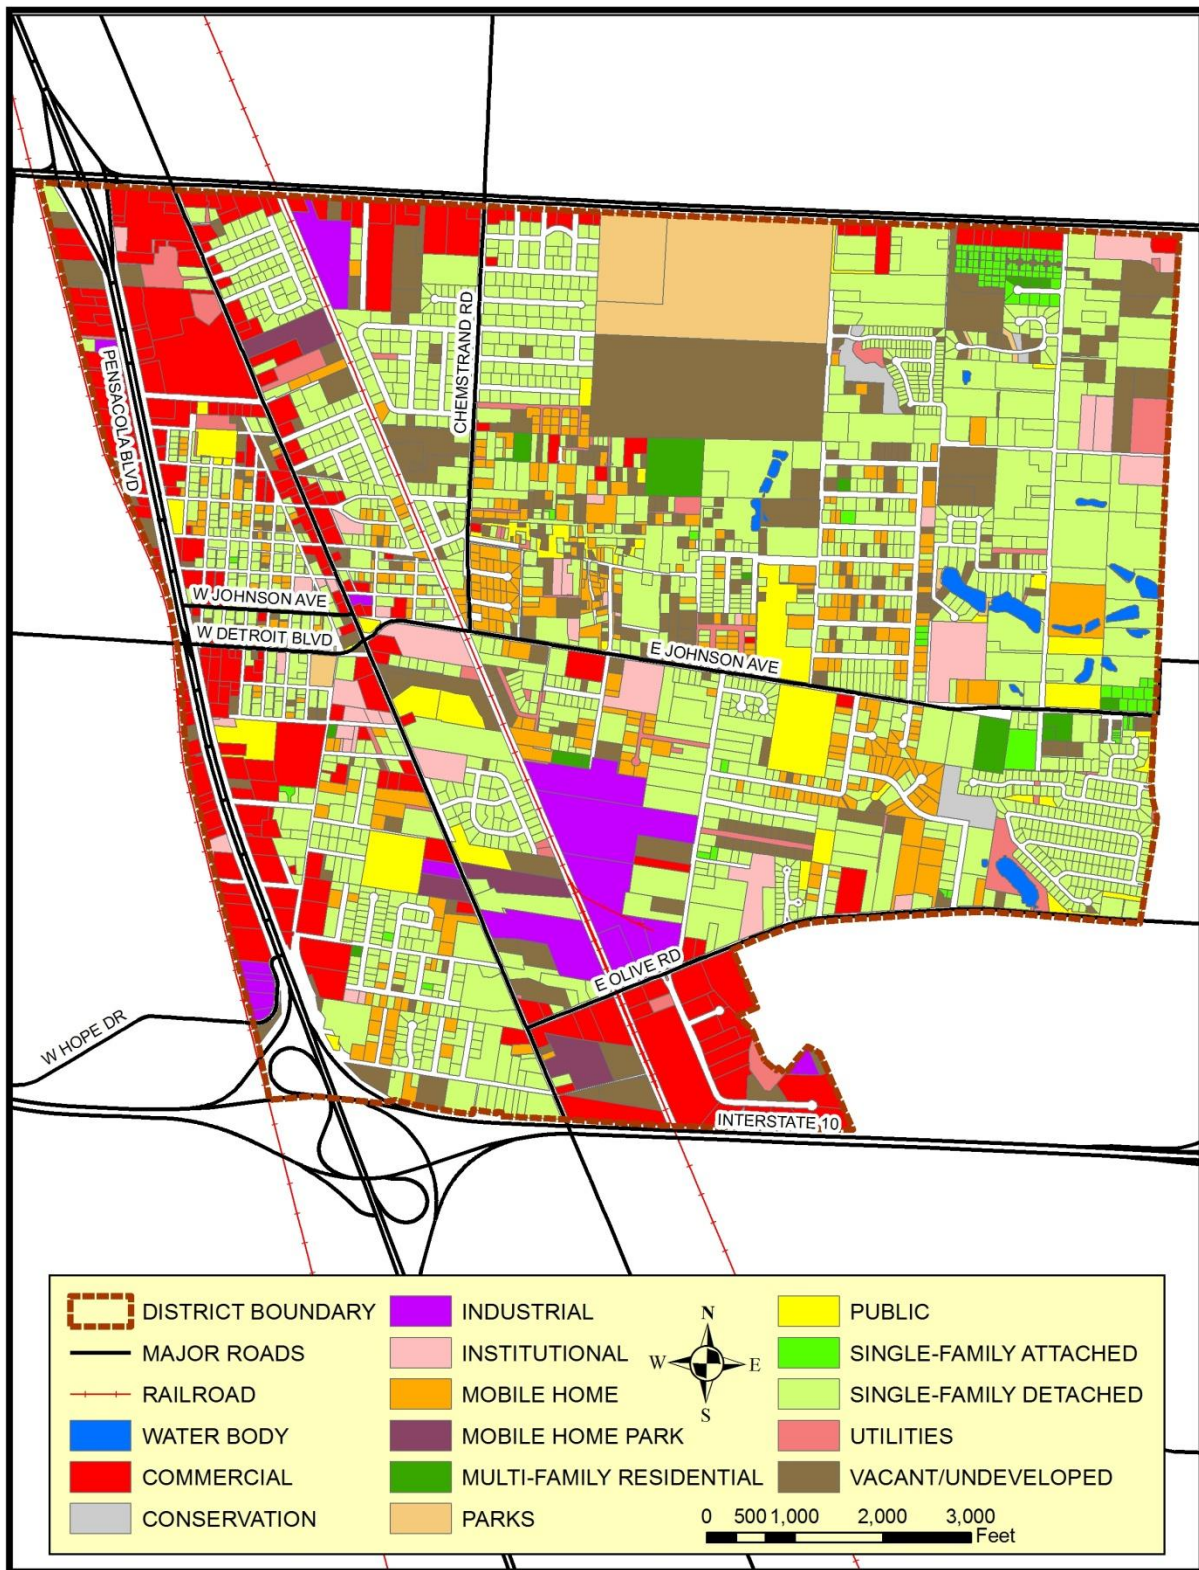 CHEMSTRAND RD
PENSACOLA BLVD
W JOHNSON AVE
W DETROIT BLVD
E JOHNSON AVE
E OLIVE RD
W HOPE DR
INTERSTATE 10
DISTRICT BOUNDARY
MAJOR ROADS
RAILROAD
WATER BODY
COMMERCIAL
CONSERVATION
INDUSTRIAL
INSTITUTIONAL
MOBILE HOME
MOBILE HOME PARK
MULTI-FAMILY RESIDENTIAL
PARKS
N
W E
S
PUBLIC
SINGLE-FAMILY ATTACHED
SINGLE-FAMILY DETACHED
UTILITIES
VACANT/UNDEVELOPED
0 500 1,000 2,000 3,000
Feet